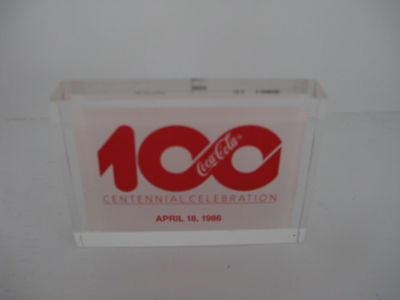 100
Coca-Cola
CENTENNIAL CELEBRATION
APRIL 18, 1986